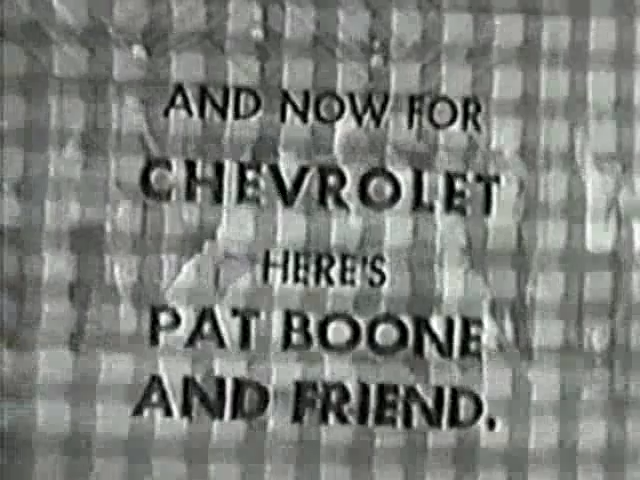 AND NOW FOR
CHEVROLET
HERE'S
PAT BOONE
AND FRIEND.